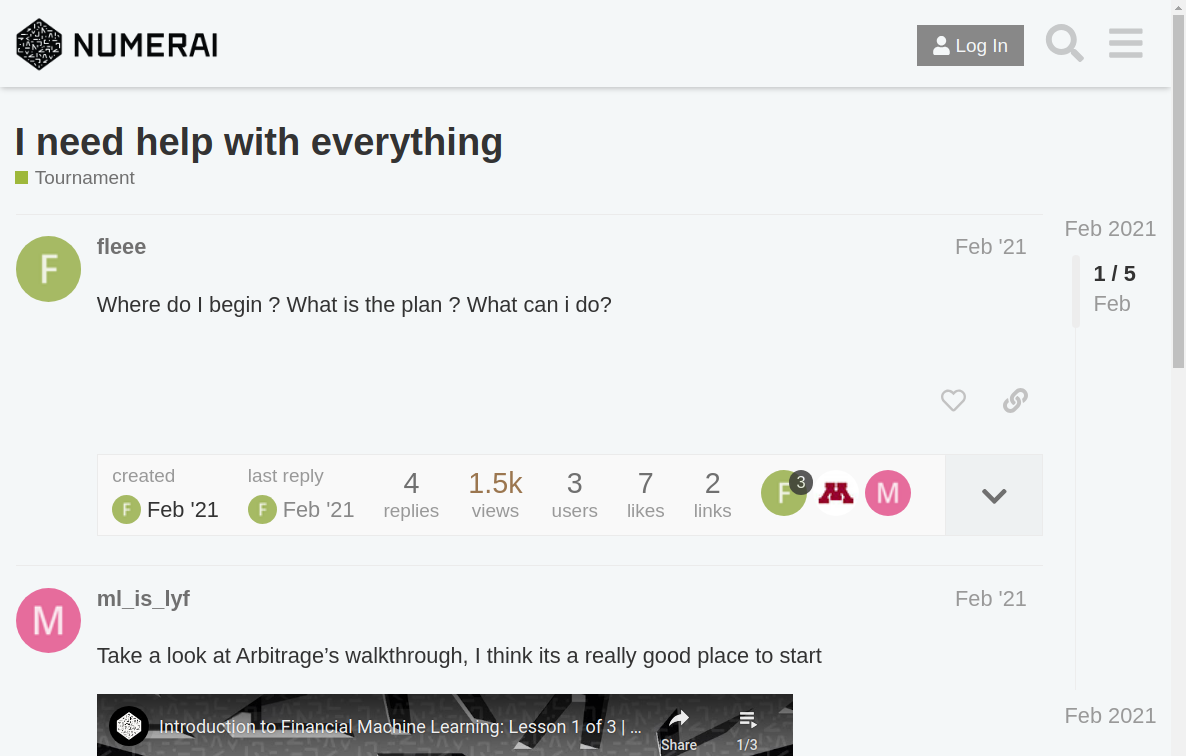 NUMERAI
Log In
I need help with everything
Tournament
F
fleee
Feb '21
Where do I begin ? What is the plan ? What can i do?
Feb 2021
1 / 5
Feb
created
F Feb '21
last reply
F Feb '21
4
replies
1.5k
views
3
users
7
likes
2
links
F 3
M
M
M
ml_is_lyf
Feb '21
Take a look at Arbitrage’s walkthrough, I think its a really good place to start
Introduction to Financial Machine Learning: Lesson 1 of 3 | ...
Share
1/3
Feb 2021